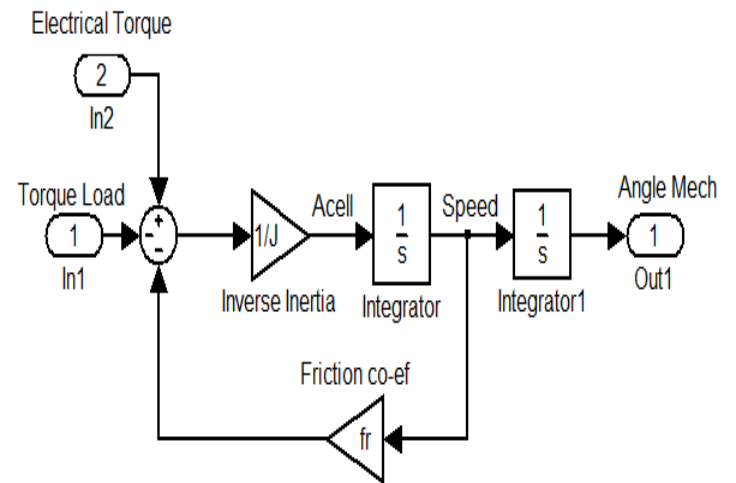 Electrical Torque
2
In2
Torque Load
1
In1
+
-
-
1/J
Inverse Inertia
Acell
1
s
Integrator
Speed
1
s
Integrator1
Angle Mech
1
Out1
Friction co-ef
fr